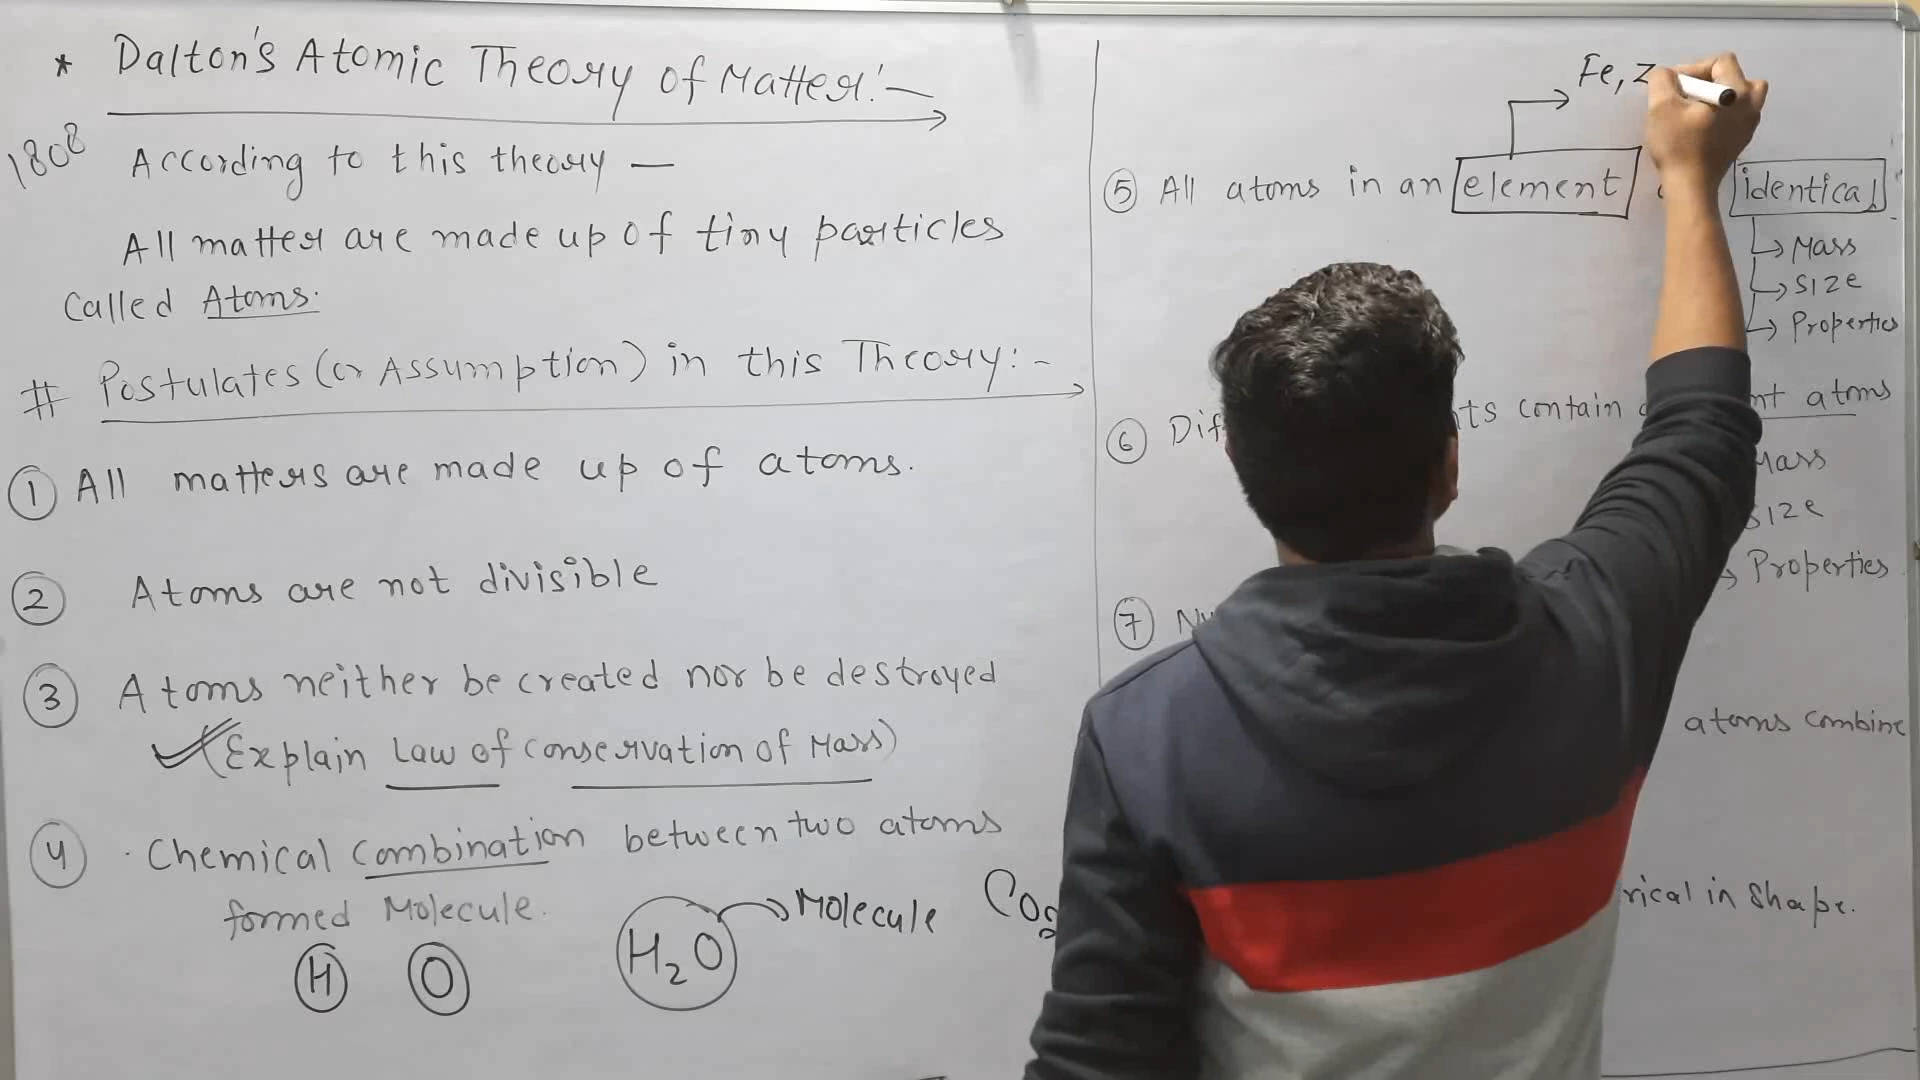 * Dalton's Atomic Theory of Matter:-
1808
According to this theory —
All matter are made up of tiny particles
Called Atoms.
# Postulates (or Assumption) in this Theory:-
① All matters are made up of atoms.
② Atoms are not divisible
③ Atoms neither be created nor be destroyed
(Explain Law of conservation of Mass)
④ Chemical Combination between two atoms
formed Molecule.
H O H2O Molecule
Fe,
⑤ All atoms in an element identical
Mass
Size
Properties
⑥ contain atoms
Mass
Size
Properties
⑦
atoms combine
in Shape.